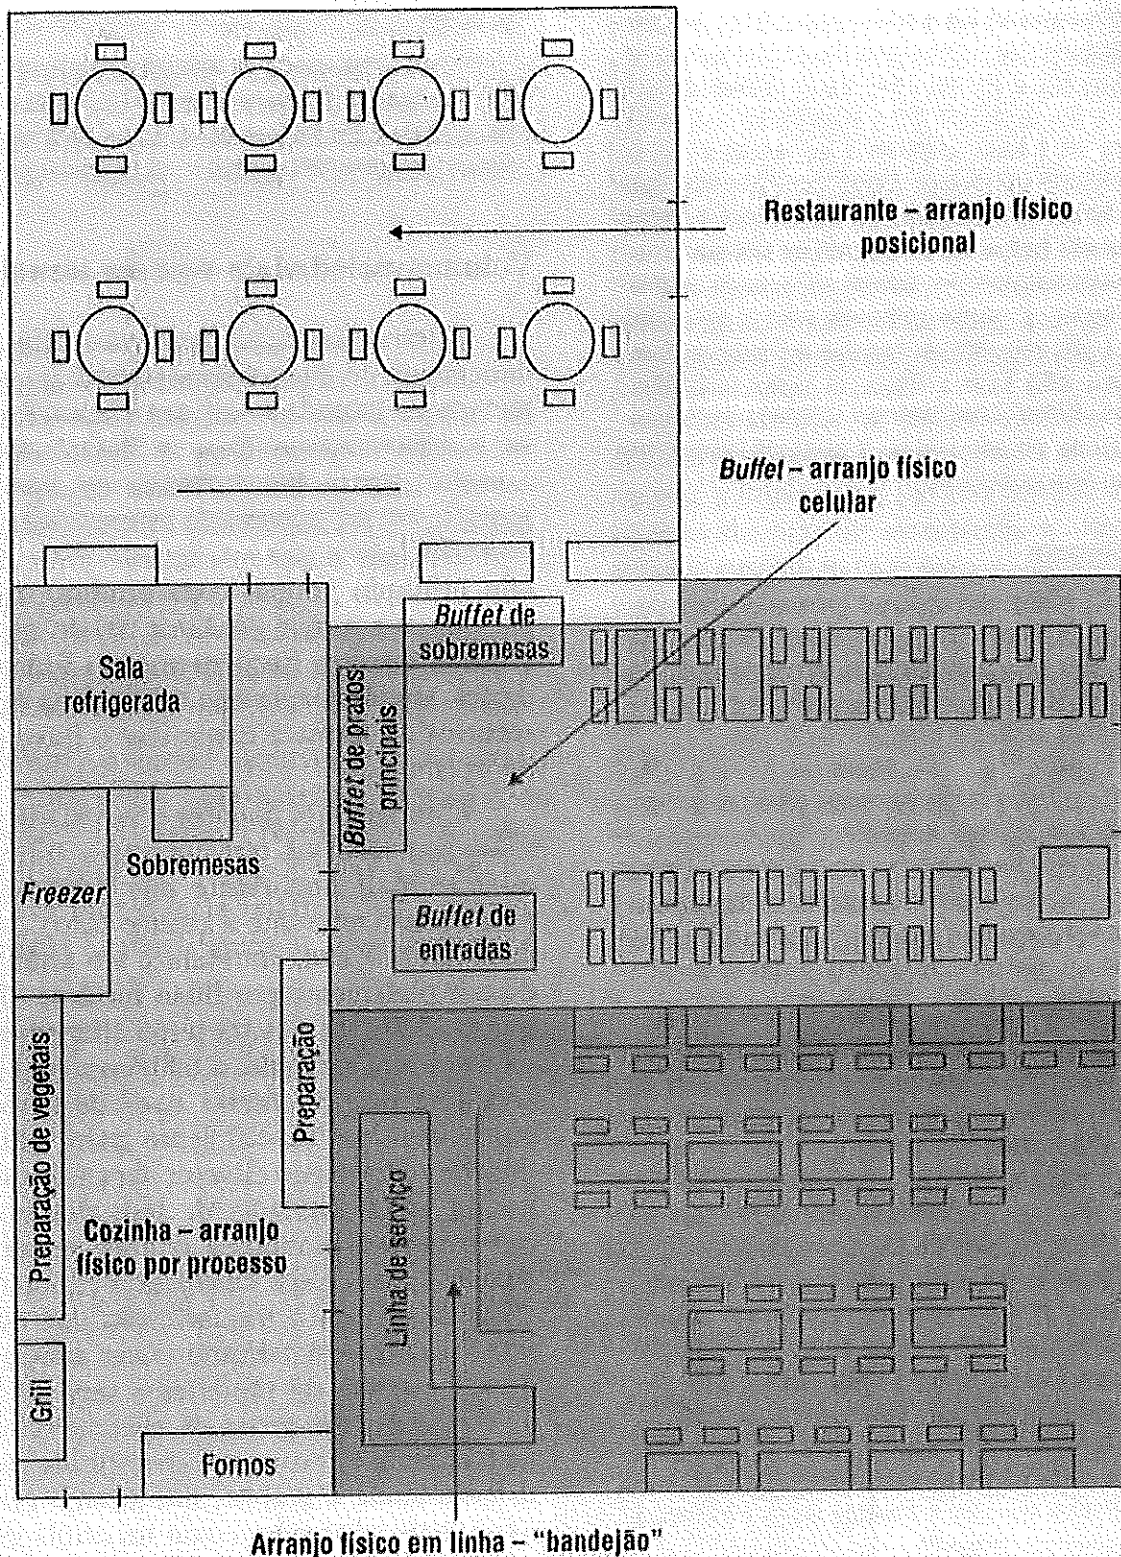 Restaurante – arranjo físico
posicional
Buffet – arranjo físico
celular
Buffet de
sobremesas
Sala
refrigerada
Buffet de pratos
principais
Sobremesas
Freezer
Buffet de
entradas
Preparação de vegetais
Preparação
Linha de serviço
Cozinha – arranjo
físico por processo
Grill
Fornos
Arranjo físico em linha – “bandejão”